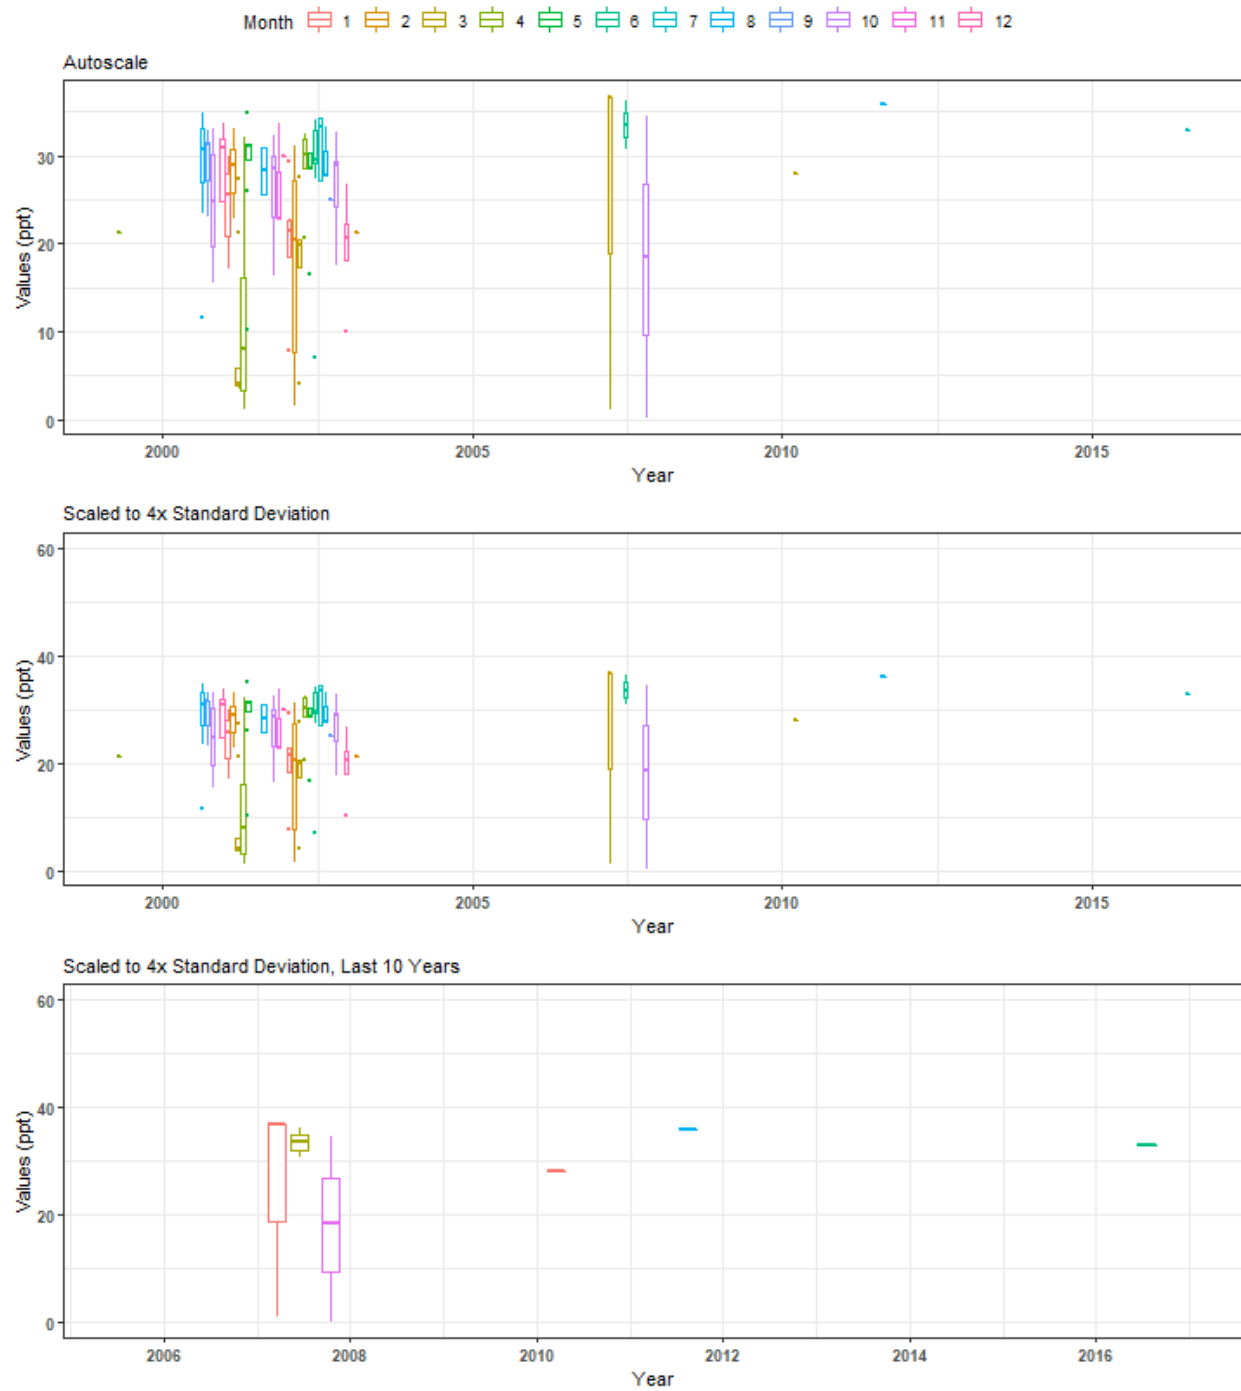 Month 1 2 3 4 5 6 7 8 9 10 11 12
Autoscale
Values (ppt)
30
20
10
0
2000 2005 2010 2015
Year
Scaled to 4x Standard Deviation
Values (ppt)
60
40
20
0
2000 2005 2010 2015
Year
Scaled to 4x Standard Deviation, Last 10 Years
Values (ppt)
60
40
20
0
2006 2008 2010 2012 2014 2016
Year